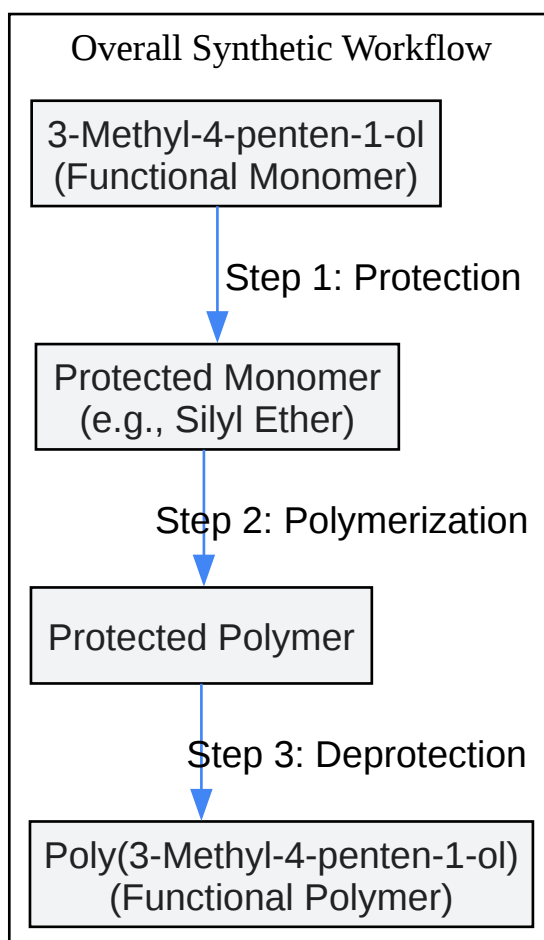 Overall Synthetic Workflow
3-Methyl-4-penten-1-ol
(Functional Monomer)
Step 1: Protection
Protected Monomer
(e.g., Silyl Ether)
Step 2: Polymerization
Protected Polymer
Step 3: Deprotection
Poly(3-Methyl-4-penten-1-ol)
(Functional Polymer)